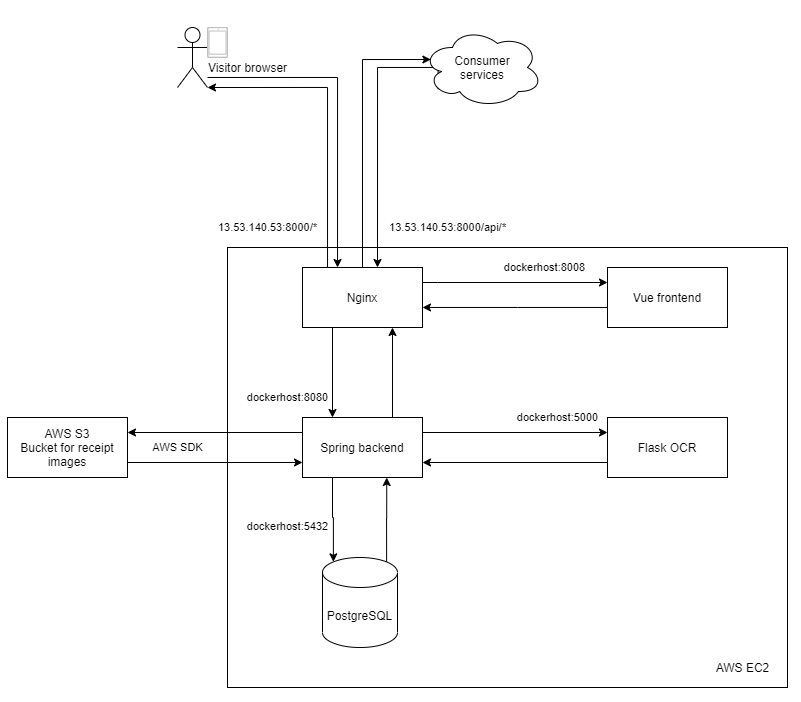 Visitor browser
Consumer
services
13.53.140.53:8000/*
13.53.140.53:8000/api/*
dockerhost:8008
Nginx
Vue frontend
dockerhost:8080
dockerhost:5000
AWS S3
Bucket for receipt
images
AWS SDK
Spring backend
Flask OCR
dockerhost:5432
PostgreSQL
AWS EC2